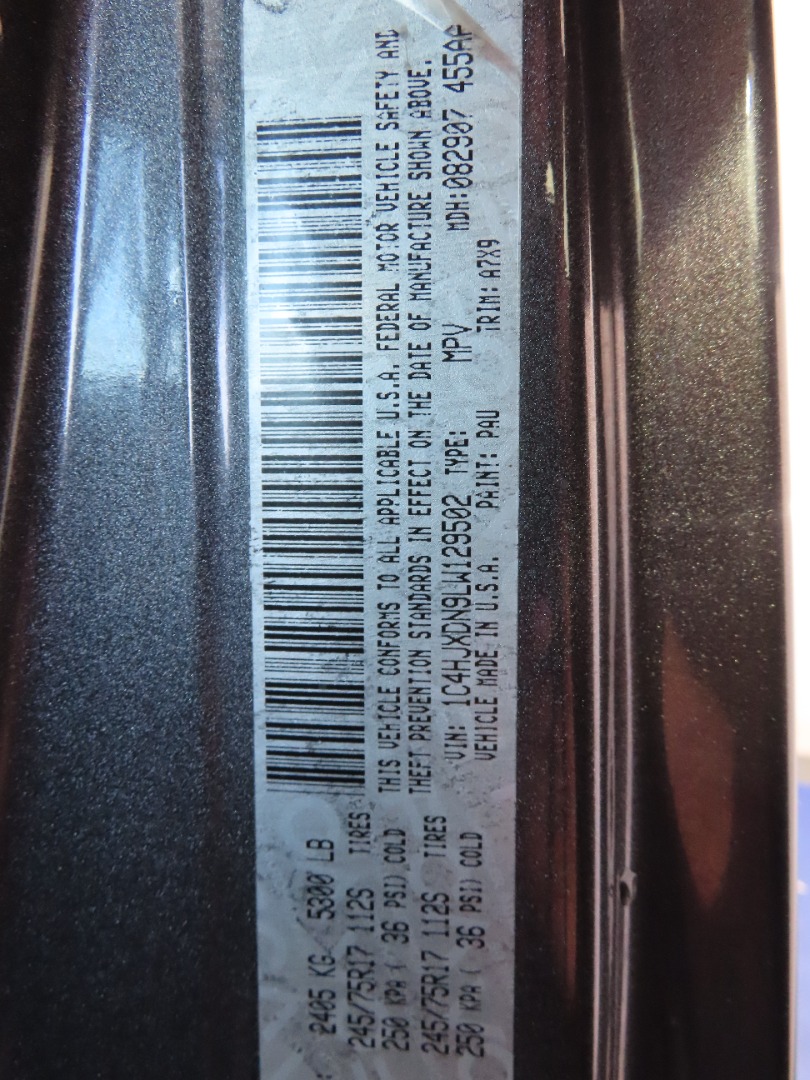 2405 KG 5300 LB
245/75R17 112S TIRES
250 KPA ( 36 PSI) COLD
245/75R17 112S TIRES
250 KPA ( 36 PSI) COLD
THIS VEHICLE CONFORMS TO ALL APPLICABLE U.S.A. FEDERAL MOTOR VEHICLE SAFETY AND
THEFT PREVENTION STANDARDS IN EFFECT ON THE DATE OF MANUFACTURE SHOWN ABOVE.
VIN: 1C4HJXDN9LW129502 TYPE: MPV MDH:082907 455AA
VEHICLE MADE IN U.S.A. PAINT: PAU TRIM: A7X9